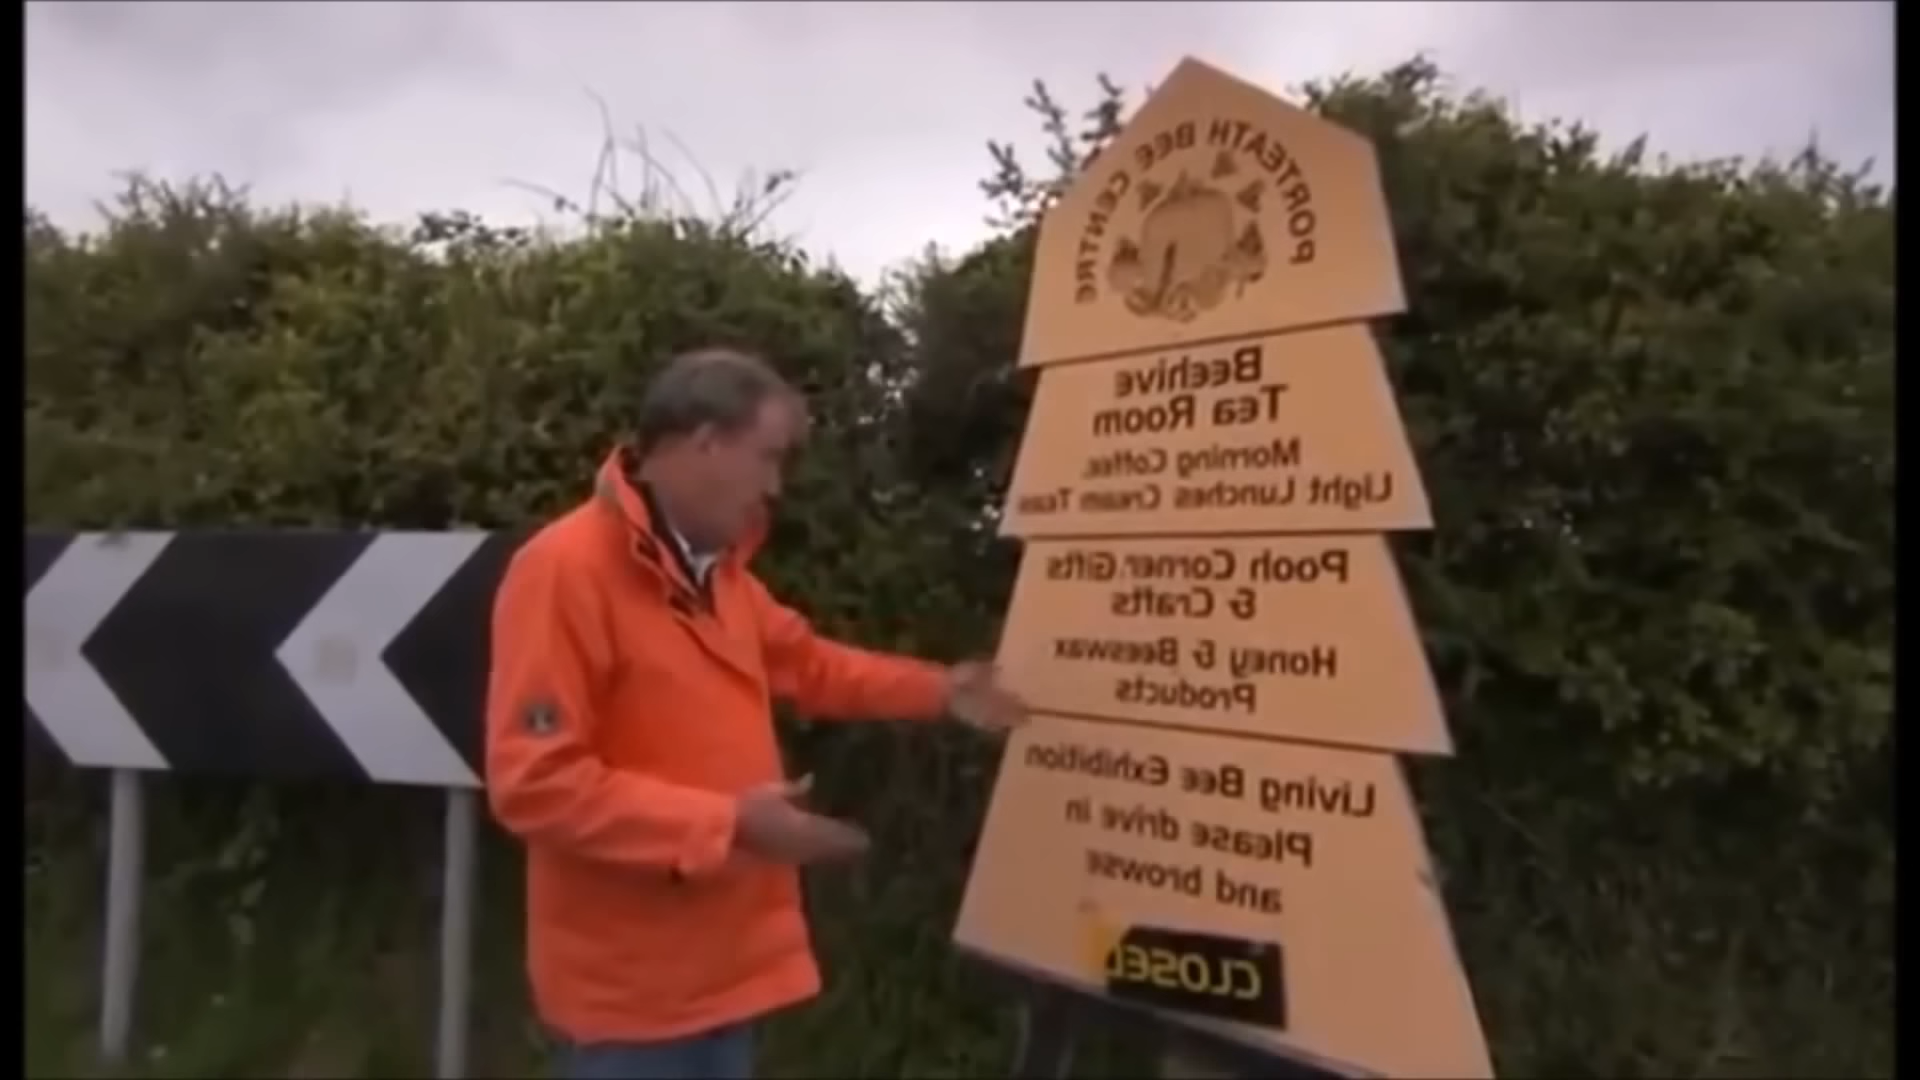 PORTREATH BEE CENTRE
Beehive
Tea Room
Morning Coffee,
Light Lunches Cream Teas
Pooh Corner.Gifts
& Crafts
Honey & Beeswax
Products
Living Bee Exhibition
Please drive in
and browse
CLOSED